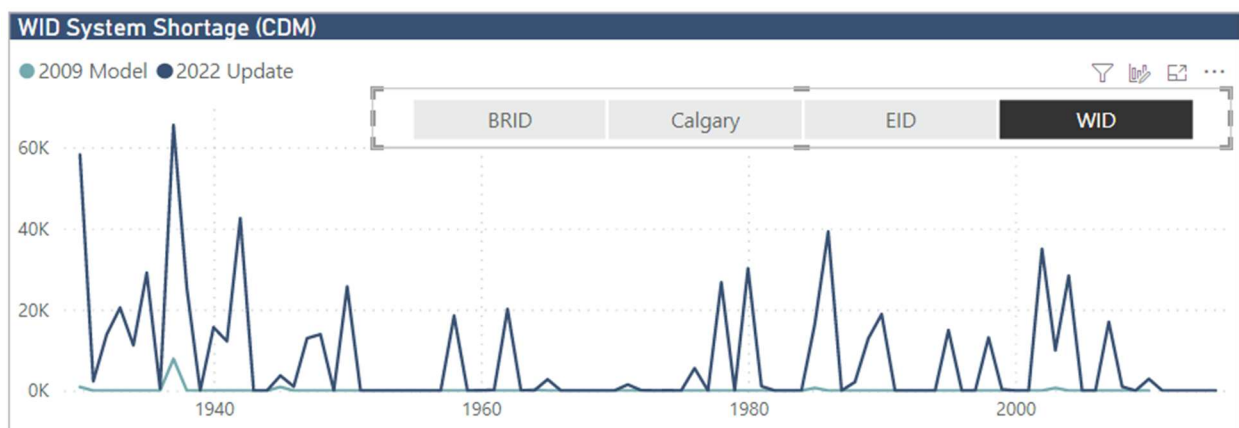 WID System Shortage (CDM)
2009 Model 2022 Update
BRID Calgary EID WID
60K
40K
20K
0K
1940 1960 1980 2000